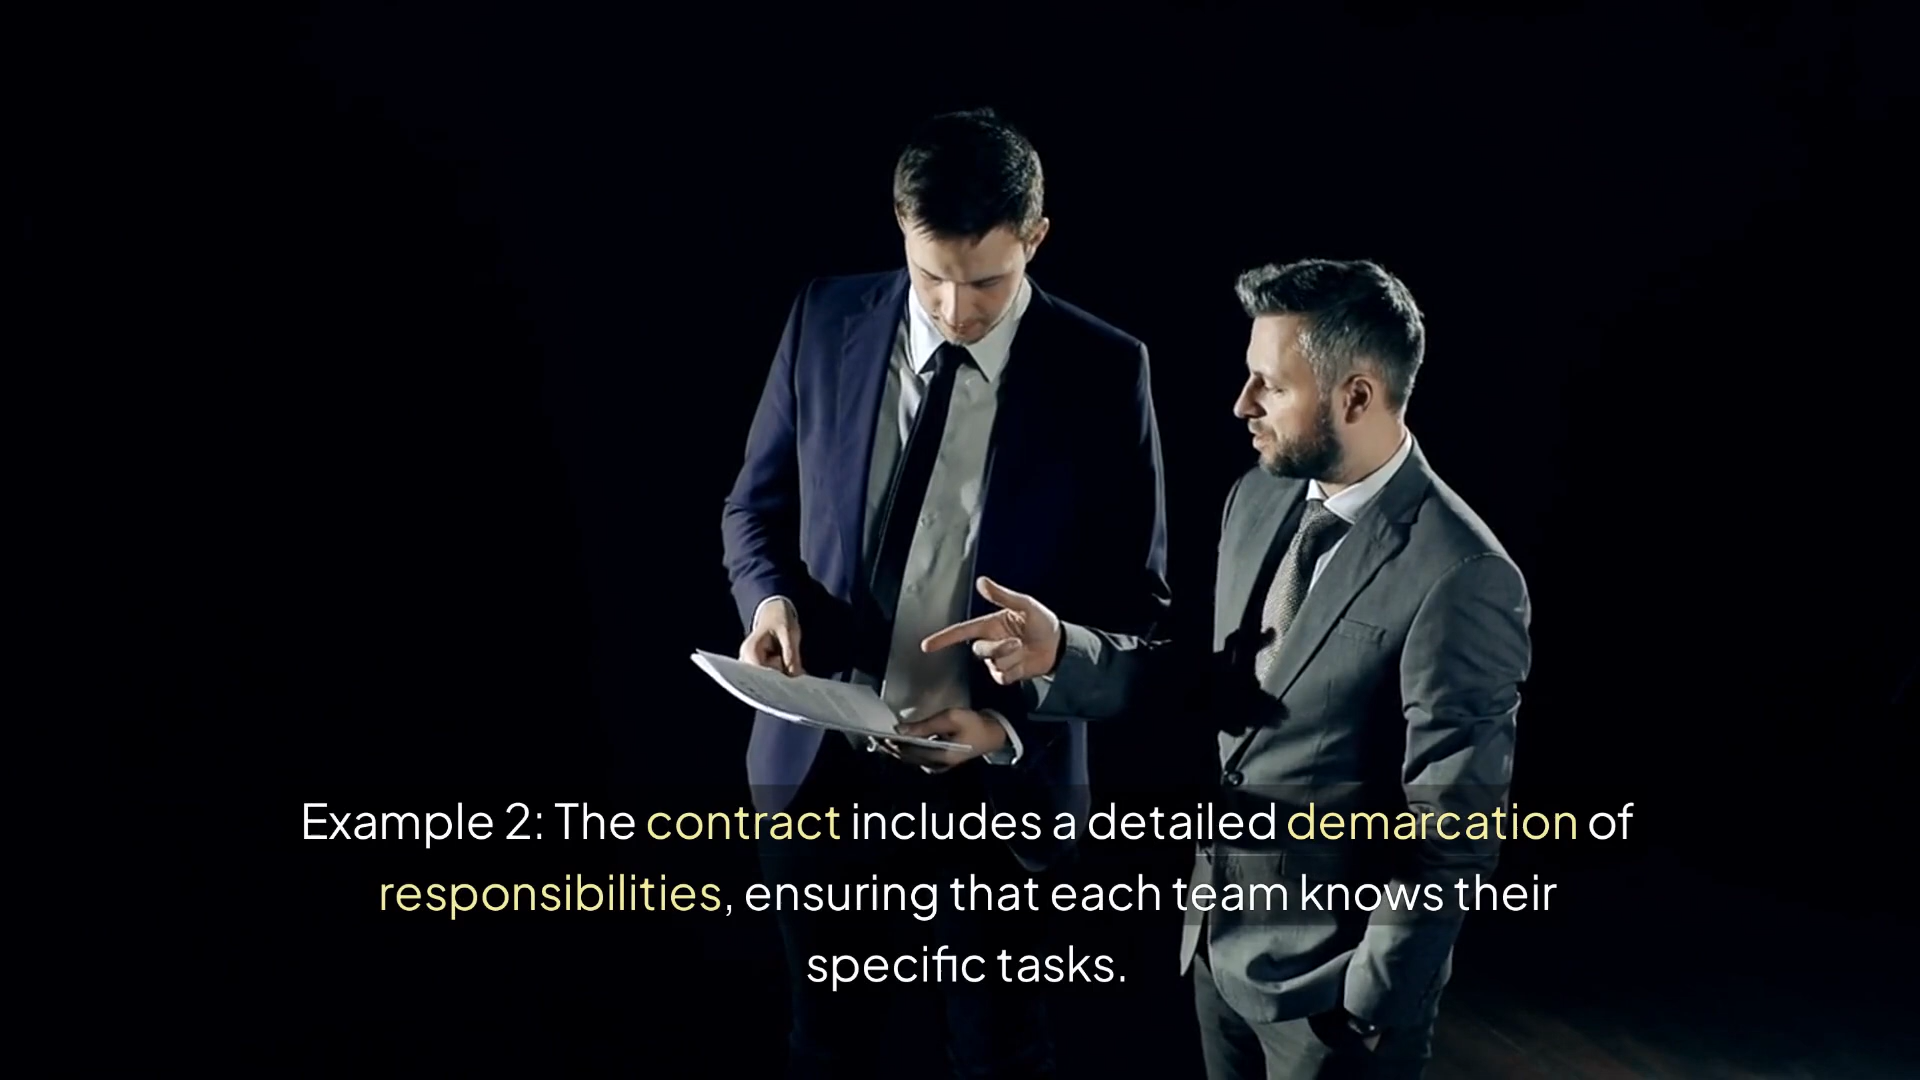 Example 2: The contract includes a detailed demarcation of
responsibilities, ensuring that each team knows their
specific tasks.